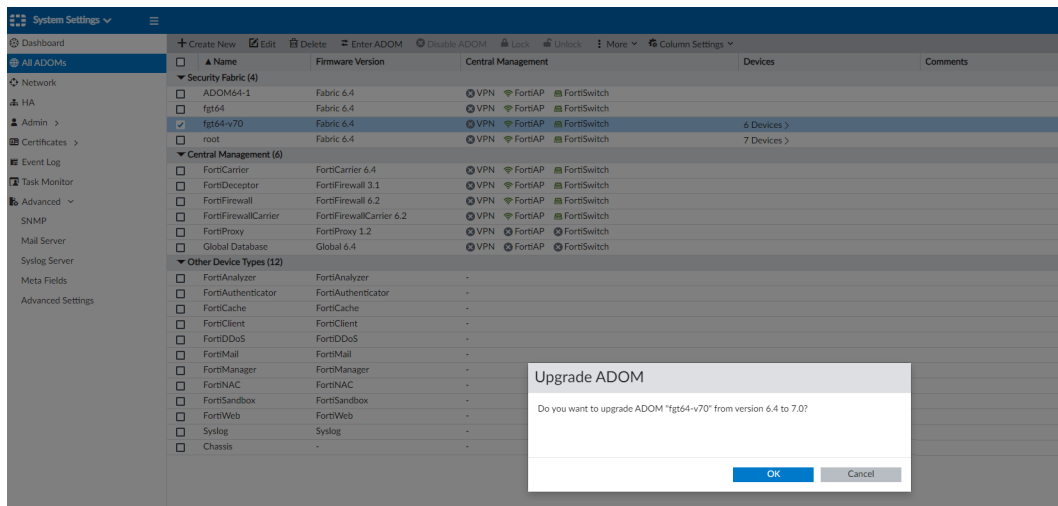 System Settings
Dashboard
All ADOMs
Network
HA
Admin
Certificates
Event Log
Task Monitor
Advanced
SNMP
Mail Server
Syslog Server
Meta Fields
Advanced Settings
Create New Edit Delete Enter ADOM Disable ADOM Lock Unlock More Column Settings
Name Firmware Version Central Management Devices Comments
Security Fabric (4)
ADOM64-1 Fabric 6.4 VPN FortiAP FortiSwitch
fgt64 Fabric 6.4 VPN FortiAP FortiSwitch
fgt64-v70 Fabric 6.4 VPN FortiAP FortiSwitch 6 Devices >
root Fabric 6.4 VPN FortiAP FortiSwitch 7 Devices >
Central Management (6)
FortiCarrier FortiCarrier 6.4 VPN FortiAP FortiSwitch
FortiDeceptor FortiFirewall 3.1 VPN FortiAP FortiSwitch
FortiFirewall FortiFirewall 6.2 VPN FortiAP FortiSwitch
FortiFirewallCarrier FortiFirewallCarrier 6.2 VPN FortiAP FortiSwitch
FortiProxy FortiProxy 1.2 VPN FortiAP FortiSwitch
Global Database Global 6.4 VPN FortiAP FortiSwitch
Other Device Types (12)
FortiAnalyzer FortiAnalyzer -
FortiAuthenticator FortiAuthenticator -
FortiCache FortiCache -
FortiClient FortiClient -
FortiDDoS FortiDDoS -
FortiMail FortiMail -
FortiManager FortiManager -
FortiNAC FortiNAC -
FortiSandbox FortiSandbox -
FortiWeb FortiWeb -
Syslog Syslog -
Chassis - -
Upgrade ADOM
Do you want to upgrade ADOM "fgt64-v70" from version 6.4 to 7.0?
OK Cancel